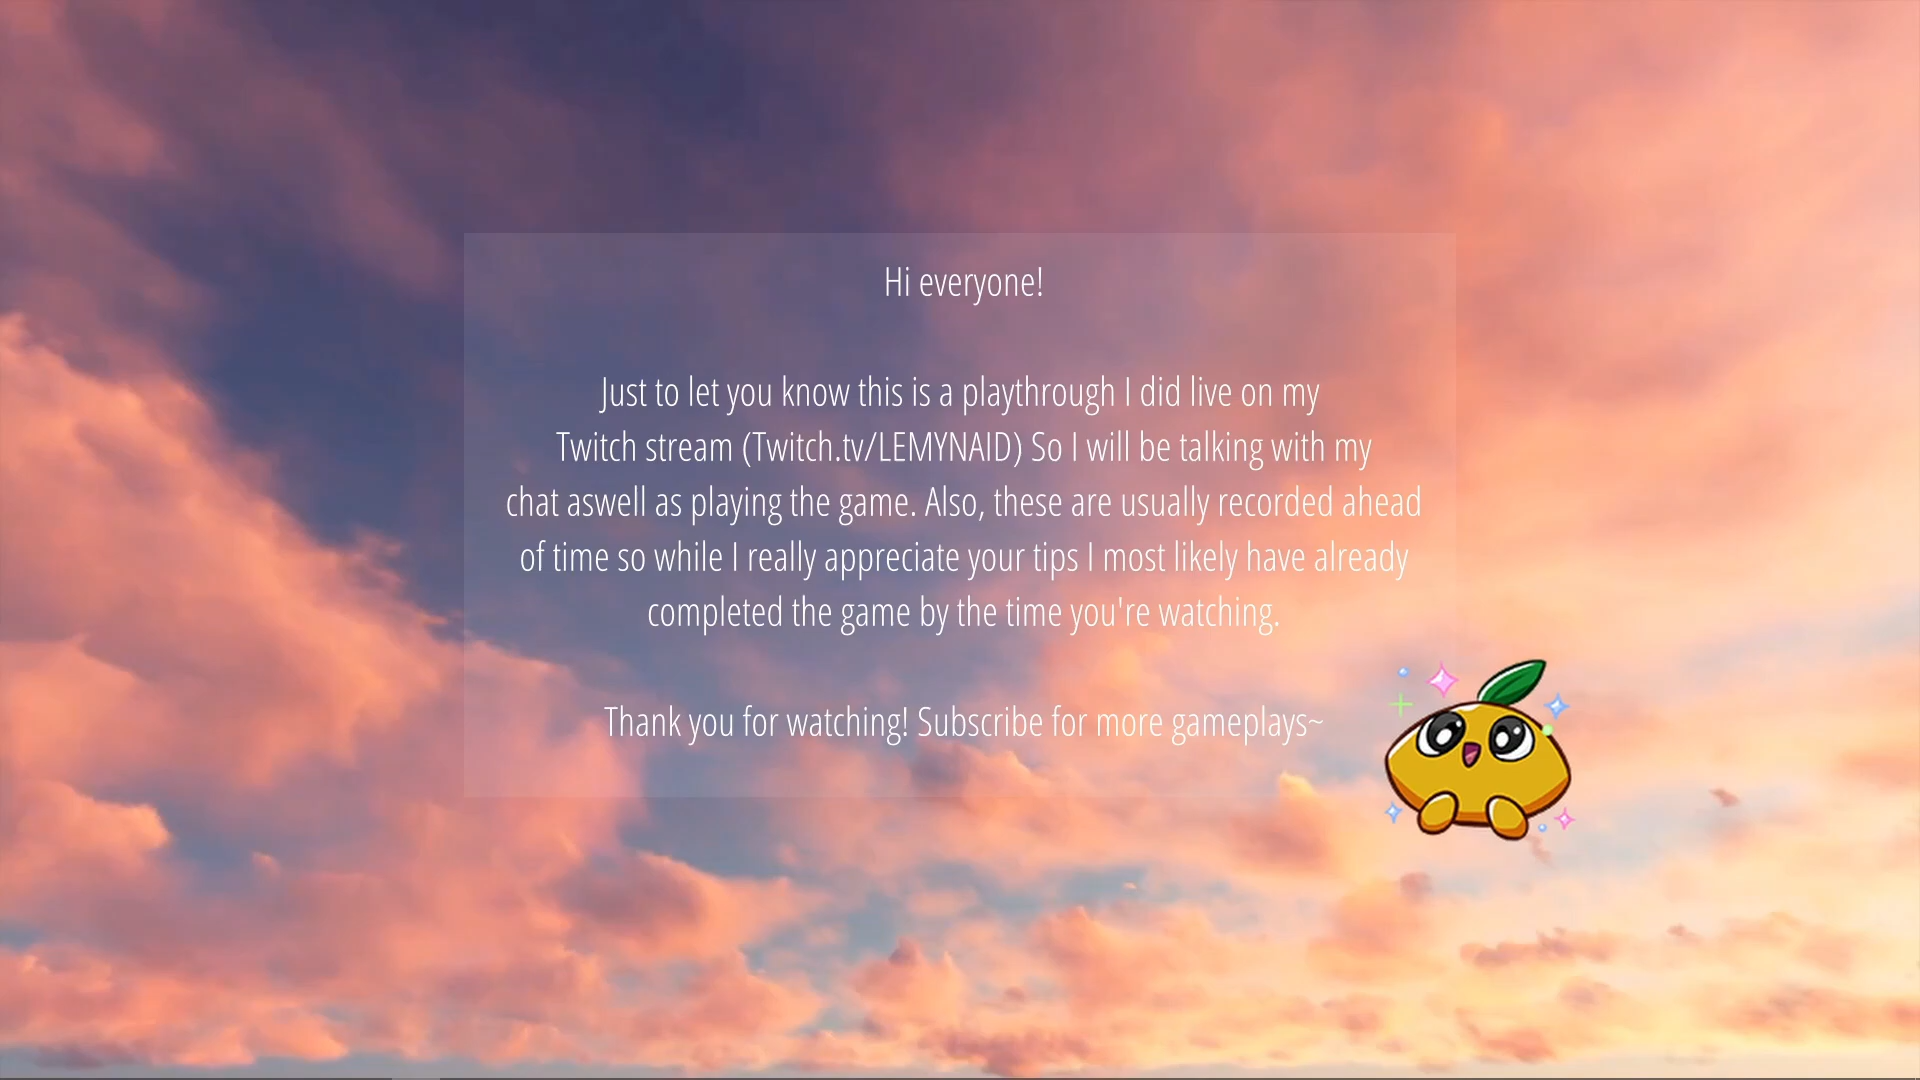 Hi everyone!
Just to let you know this is a playthrough I did live on my
Twitch stream (Twitch.tv/LEMYNAID) So I will be talking with my
chat aswell as playing the game. Also, these are usually recorded ahead
of time so while I really appreciate your tips I most likely have already
completed the game by the time you're watching.
Thank you for watching! Subscribe for more gameplays~